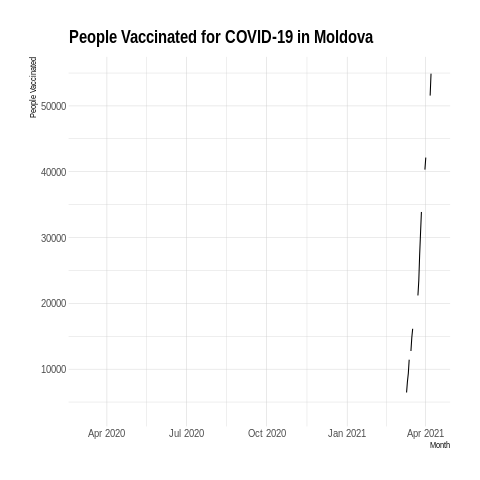 People Vaccinated for COVID-19 in Moldova
People Vaccinated
50000
40000
30000
20000
10000
Apr 2020 Jul 2020 Oct 2020 Jan 2021 Apr 2021
Month